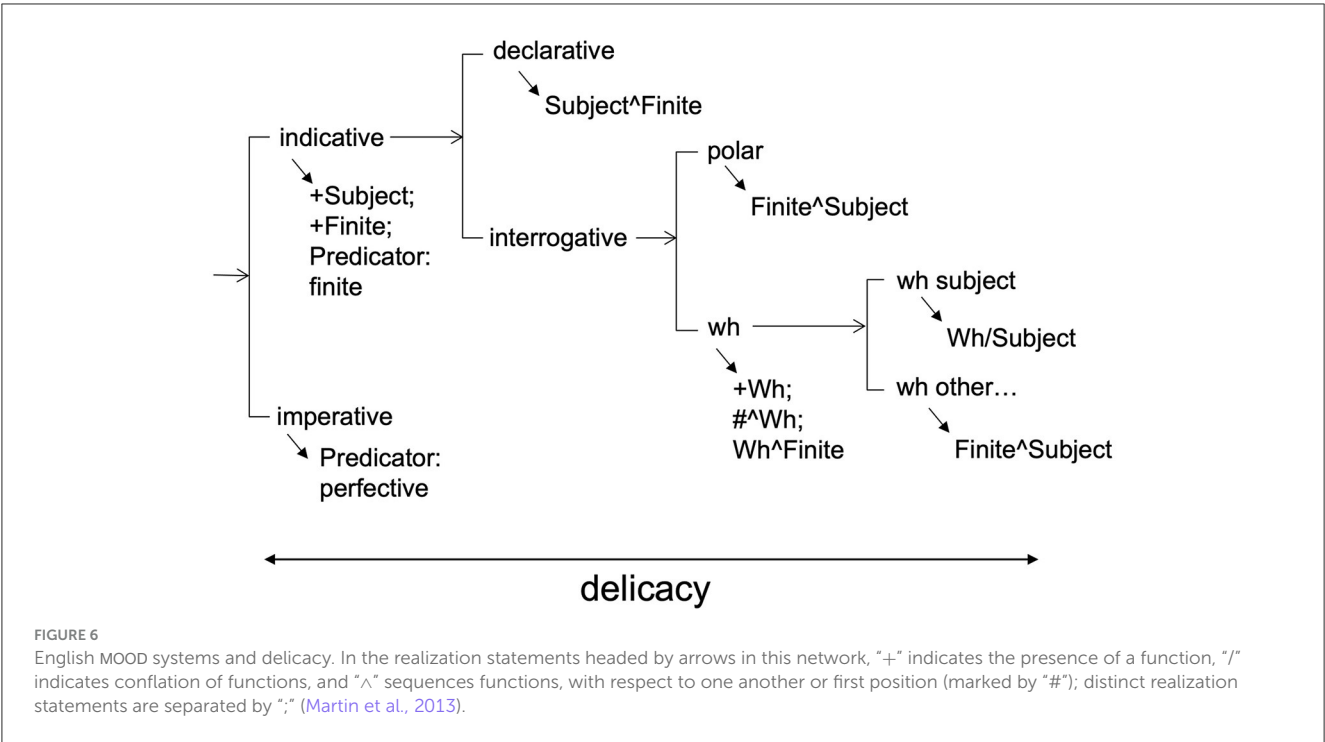 declarative
Subject^Finite
indicative
+Subject;
+Finite;
Predicator:
finite
polar
Finite^Subject
interrogative
wh subject
Wh/Subject
wh
+Wh;
#^Wh;
Wh^Finite
wh other...
Finite^Subject
imperative
Predicator:
perfective
delicacy
FIGURE 6
English MOOD systems and delicacy. In the realization statements headed by arrows in this network, “+” indicates the presence of a function, “/”
indicates conflation of functions, and “∧” sequences functions, with respect to one another or first position (marked by “#”); distinct realization
statements are separated by “;” (Martin et al., 2013).